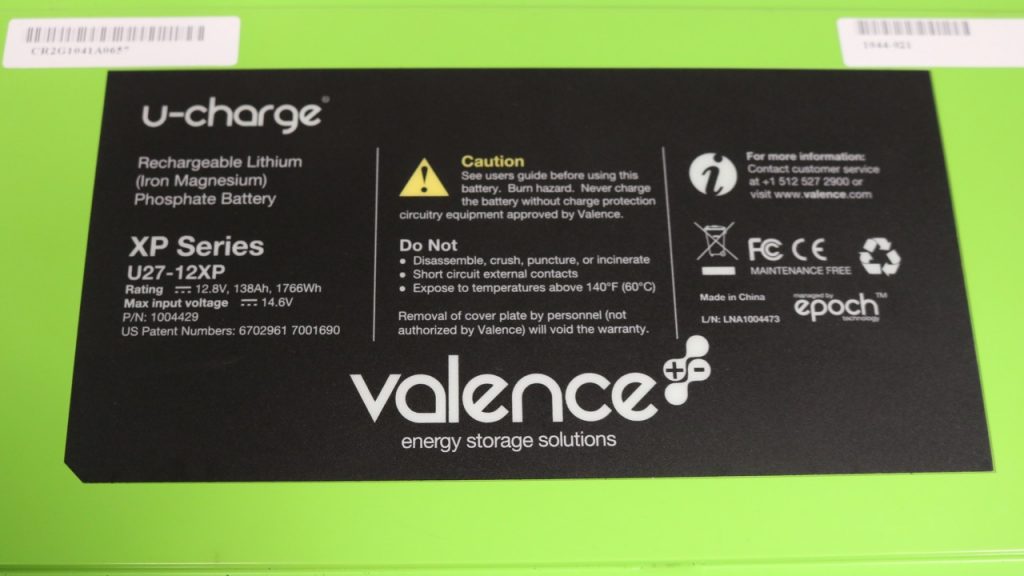 CR2G1041A0657
1044-021
u-charge®
Rechargeable Lithium
(Iron Magnesium)
Phosphate Battery
XP Series
U27-12XP
Rating 12.8V, 138Ah, 1766Wh
Max input voltage 14.6V
P/N: 1004429
US Patent Numbers: 6702961 7001690
Caution
See users guide before using this
battery. Burn hazard. Never charge
the battery without charge protection
circuitry equipment approved by Valence.
Do Not
• Disassemble, crush, puncture, or incinerate
• Short circuit external contacts
• Expose to temperatures above 140°F (60°C)
Removal of cover plate by personnel (not
authorized by Valence) will void the warranty.
For more information:
Contact customer service
at +1 512 527 2900 or
visit www.valence.com
FC CE
MAINTENANCE FREE
Made in China
L/N: LNA1004473
managed by
epoch™
technology
valence
energy storage solutions